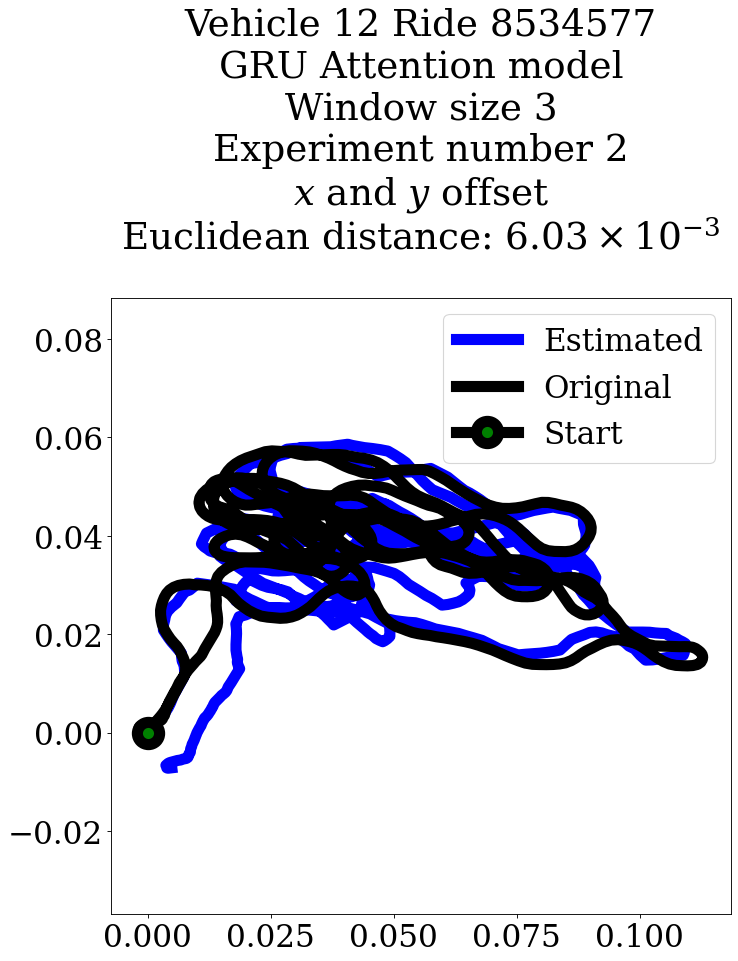 Vehicle 12 Ride 8534577
GRU Attention model
Window size 3
Experiment number 2
x and y offset
Euclidean distance: 6.03 × 10⁻³
Estimated
Original
Start
0.08
0.06
0.04
0.02
0.00
−0.02
0.000 0.025 0.050 0.075 0.100